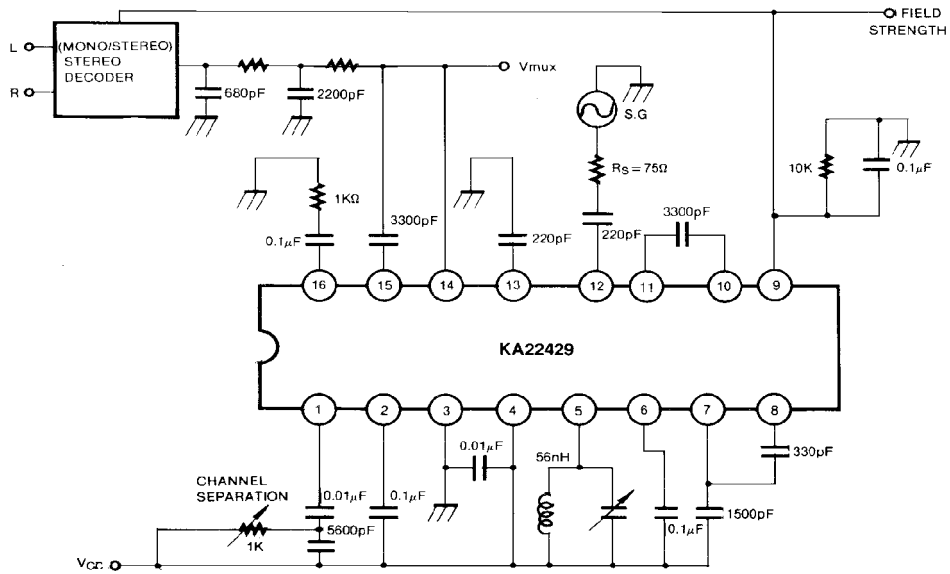 FIELD
STRENGTH
L
(MONO/STEREO)
STEREO
DECODER
R
680pF
2200pF
Vmux
S.G
RS=75Ω
10K
0.1μF
1KΩ
0.1μF
3300pF
220pF
220pF
3300pF
16
15
14
13
12
11
10
9
KA22429
1
2
3
4
5
6
7
8
CHANNEL
SEPARATION
1K
0.01μF
5600pF
0.1μF
0.01μF
56nH
0.1μF
1500pF
330pF
VCC